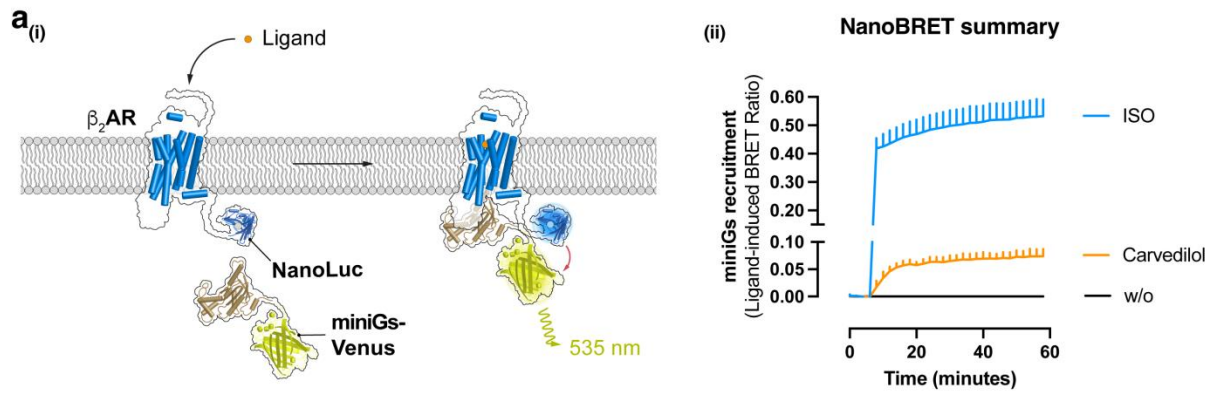 a
(i)
Ligand
β₂AR
NanoLuc
miniGs-
Venus
535 nm
(ii)
NanoBRET summary
miniGs recruitment
(Ligand-induced BRET Ratio)
0.60
0.50
0.40
0.30
0.20
0.10
0.05
0.00
ISO
Carvedilol
w/o
0 20 40 60
Time (minutes)